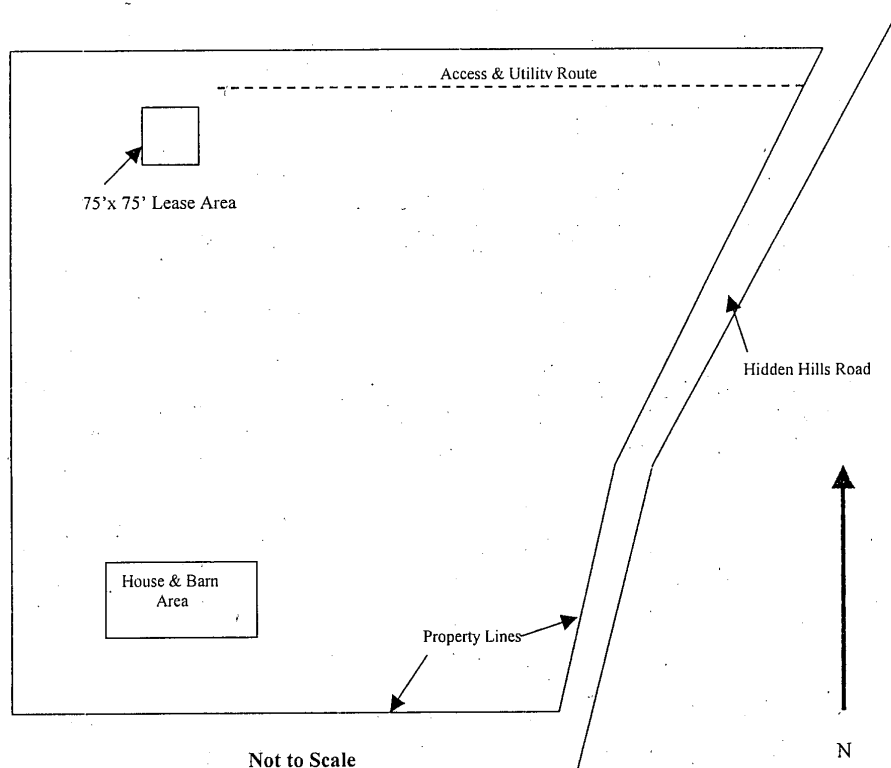 Access & Utility Route
75'x 75' Lease Area
Hidden Hills Road
House & Barn
Area
Property Lines
N
Not to Scale